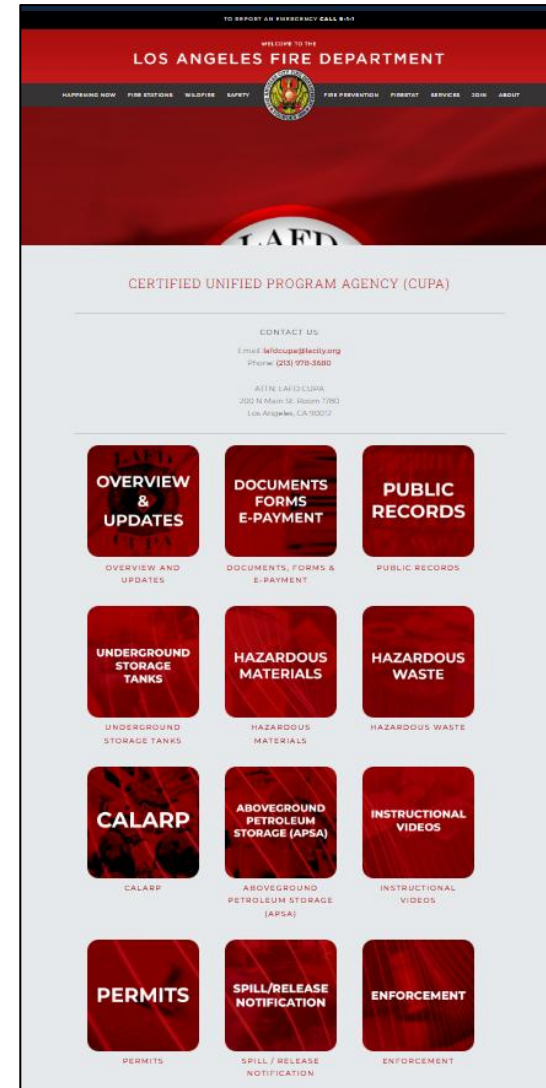 TO REPORT AN EMERGENCY CALL 9-1-1
WELCOME TO THE
LOS ANGELES FIRE DEPARTMENT
HAPPENING NOW FIRE STATIONS WILDFIRE SAFETY FIRE PREVENTION FIRESTAT SERVICES JOIN ABOUT
LAFD
CERTIFIED UNIFIED PROGRAM AGENCY (CUPA)
CONTACT US
Email: lafdcupa@lacity.org
Phone: (213) 978-3680
ATTN: LAFD CUPA
200 N Main St. Room 1780
Los Angeles, CA 90012
OVERVIEW
&
UPDATES
DOCUMENTS
FORMS
E-PAYMENT
PUBLIC
RECORDS
OVERVIEW AND
UPDATES
DOCUMENTS, FORMS &
E-PAYMENT
PUBLIC RECORDS
UNDERGROUND
STORAGE
TANKS
HAZARDOUS
MATERIALS
HAZARDOUS
WASTE
UNDERGROUND
STORAGE TANKS
HAZARDOUS
MATERIALS
HAZARDOUS WASTE
CALARP
ABOVEGROUND
PETROLEUM
STORAGE (APSA)
INSTRUCTIONAL
VIDEOS
CALARP
ABOVEGROUND
PETROLEUM STORAGE
(APSA)
INSTRUCTIONAL
VIDEOS
PERMITS
SPILL/RELEASE
NOTIFICATION
ENFORCEMENT
PERMITS
SPILL / RELEASE
NOTIFICATION
ENFORCEMENT